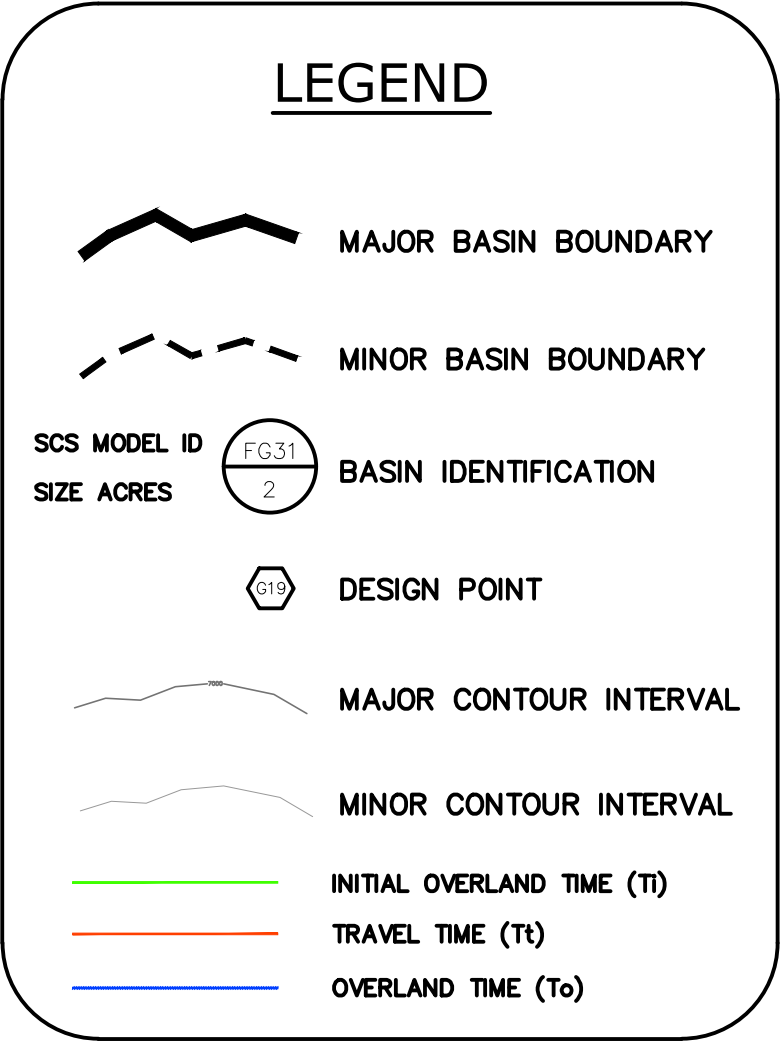 LEGEND
MAJOR BASIN BOUNDARY
MINOR BASIN BOUNDARY
SCS MODEL ID
SIZE ACRES
FG31
2
BASIN IDENTIFICATION
G19
DESIGN POINT
7000
MAJOR CONTOUR INTERVAL
MINOR CONTOUR INTERVAL
INITIAL OVERLAND TIME (Ti)
TRAVEL TIME (Tt)
OVERLAND TIME (To)